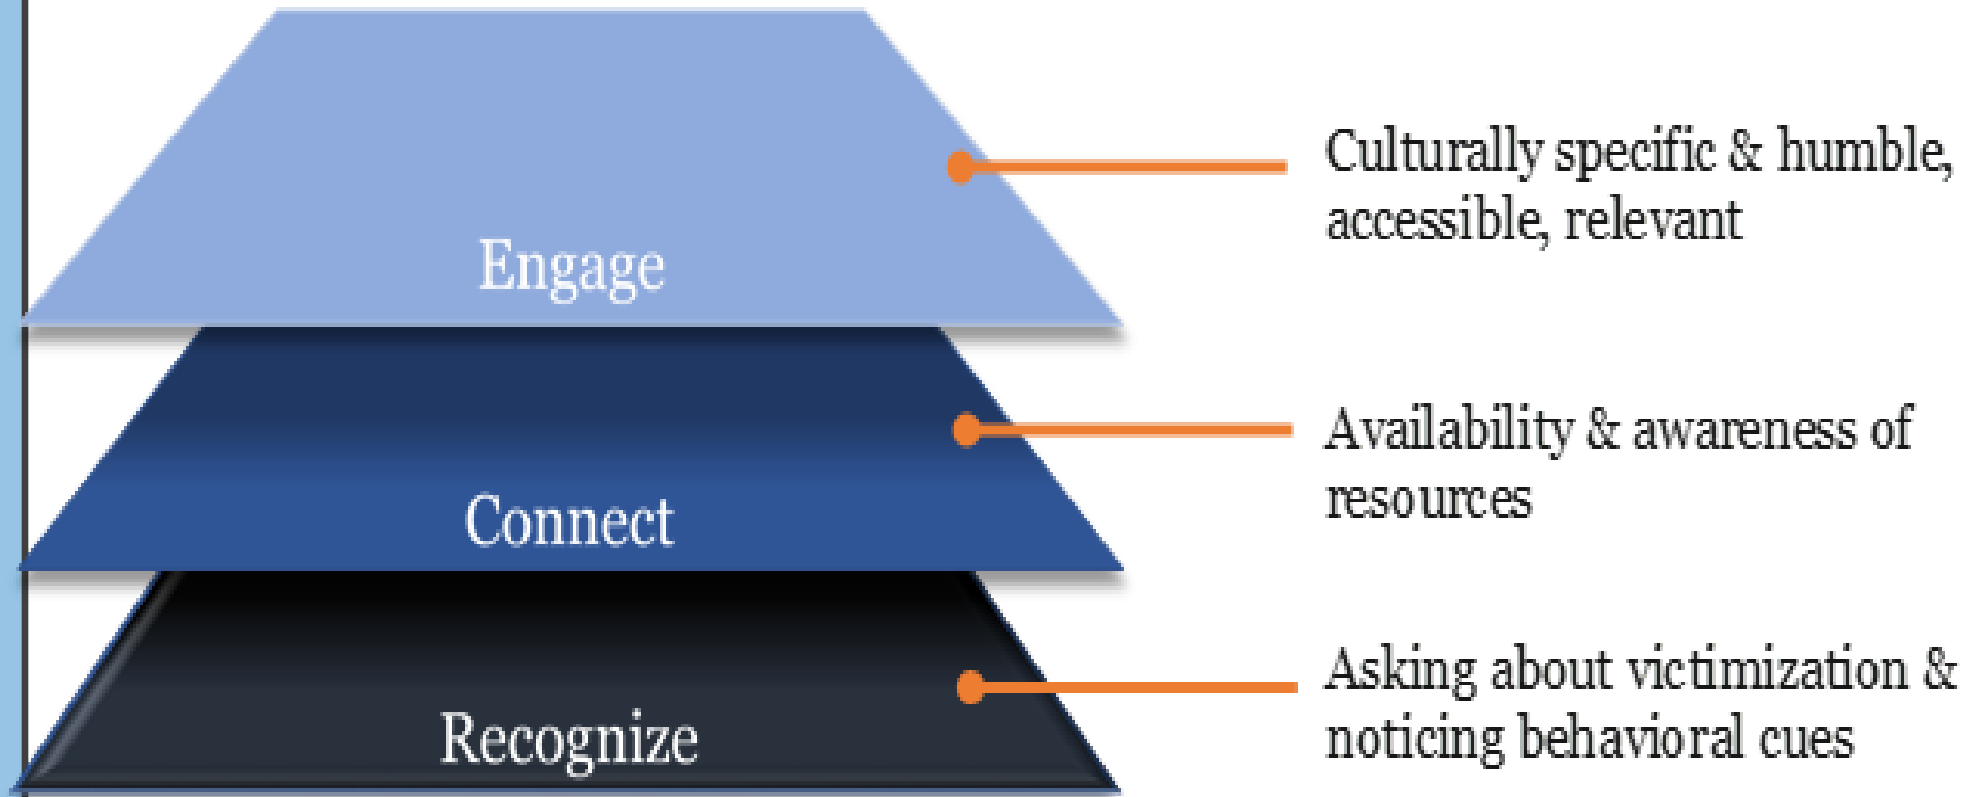 Engage
Culturally specific & humble,
accessible, relevant
Connect
Availability & awareness of
resources
Recognize
Asking about victimization &
noticing behavioral cues